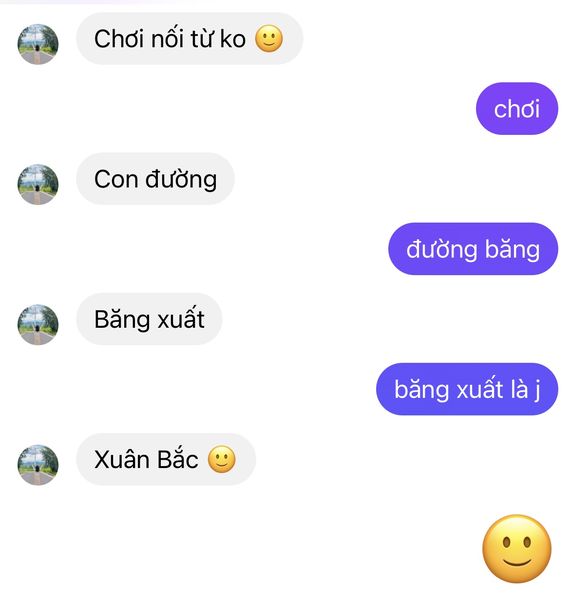 Chơi nối từ ko 🙂
chơi
Con đường
đường băng
Băng xuất
băng xuất là j
Xuân Bắc 🙂
🙂